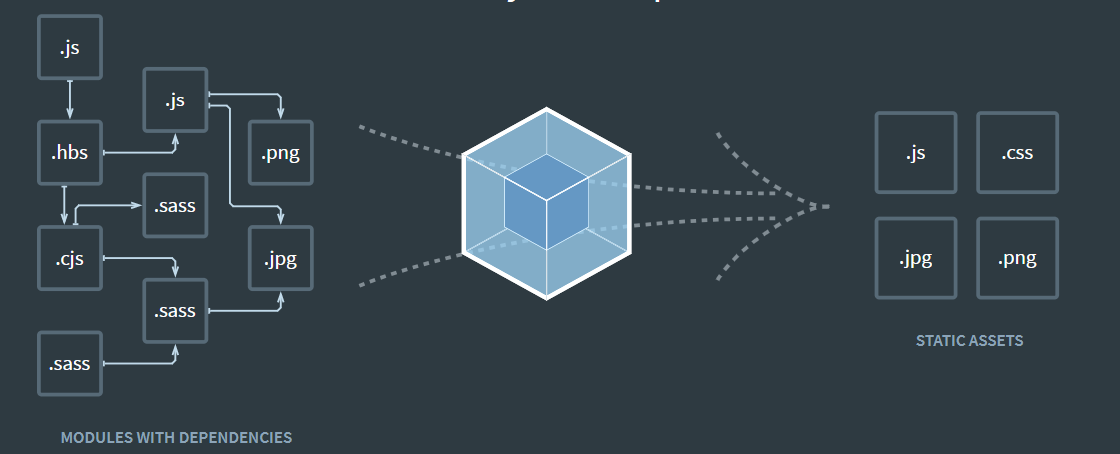 .js
.js
.hbs
.png
.sass
.cjs
.jpg
.sass
.sass
MODULES WITH DEPENDENCIES
.js
.css
.jpg
.png
STATIC ASSETS